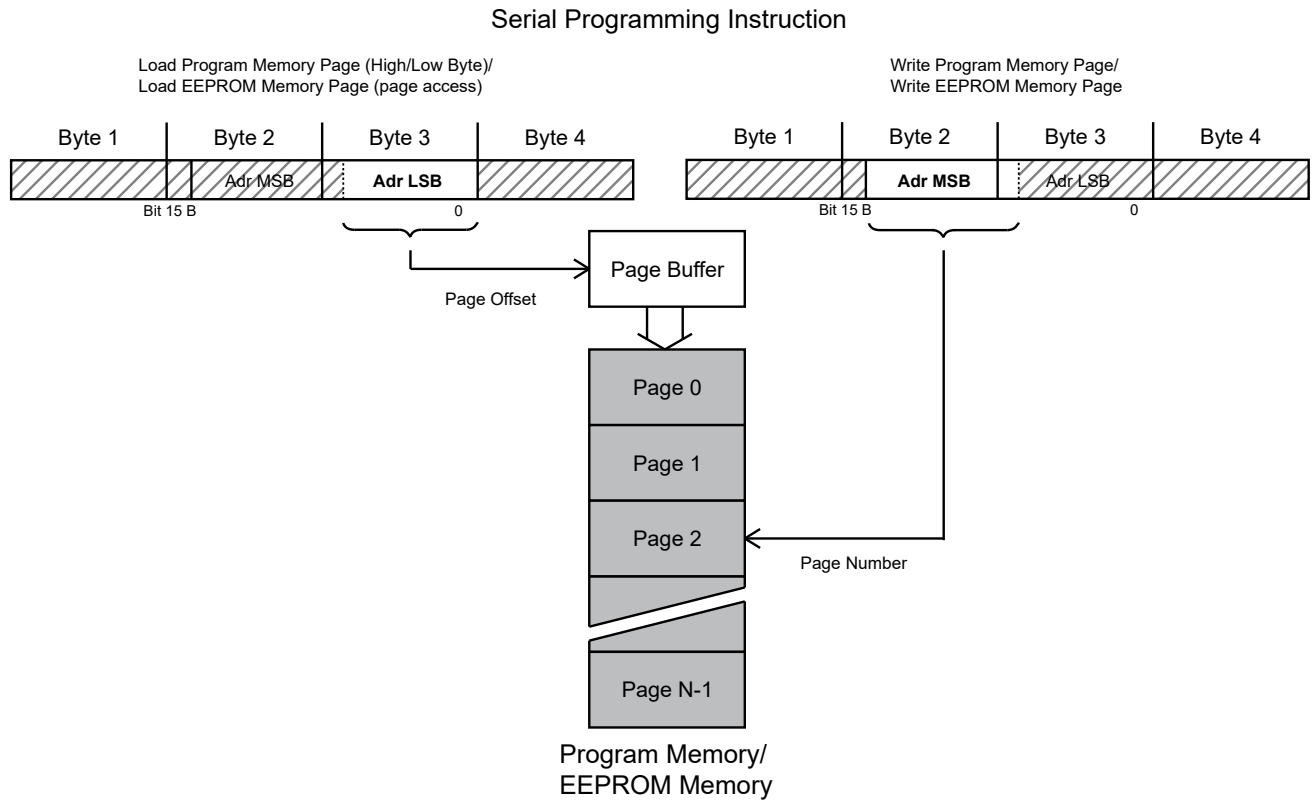 Serial Programming Instruction
Load Program Memory Page (High/Low Byte)/
Load EEPROM Memory Page (page access)
Write Program Memory Page/
Write EEPROM Memory Page
Byte 1 Byte 2 Byte 3 Byte 4
Byte 1 Byte 2 Byte 3 Byte 4
Adr MSB Adr LSB
Adr MSB Adr LSB
Bit 15 B 0
Bit 15 B 0
Page Buffer
Page Offset
Page 0
Page 1
Page 2
Page Number
Page N-1
Program Memory/
EEPROM Memory